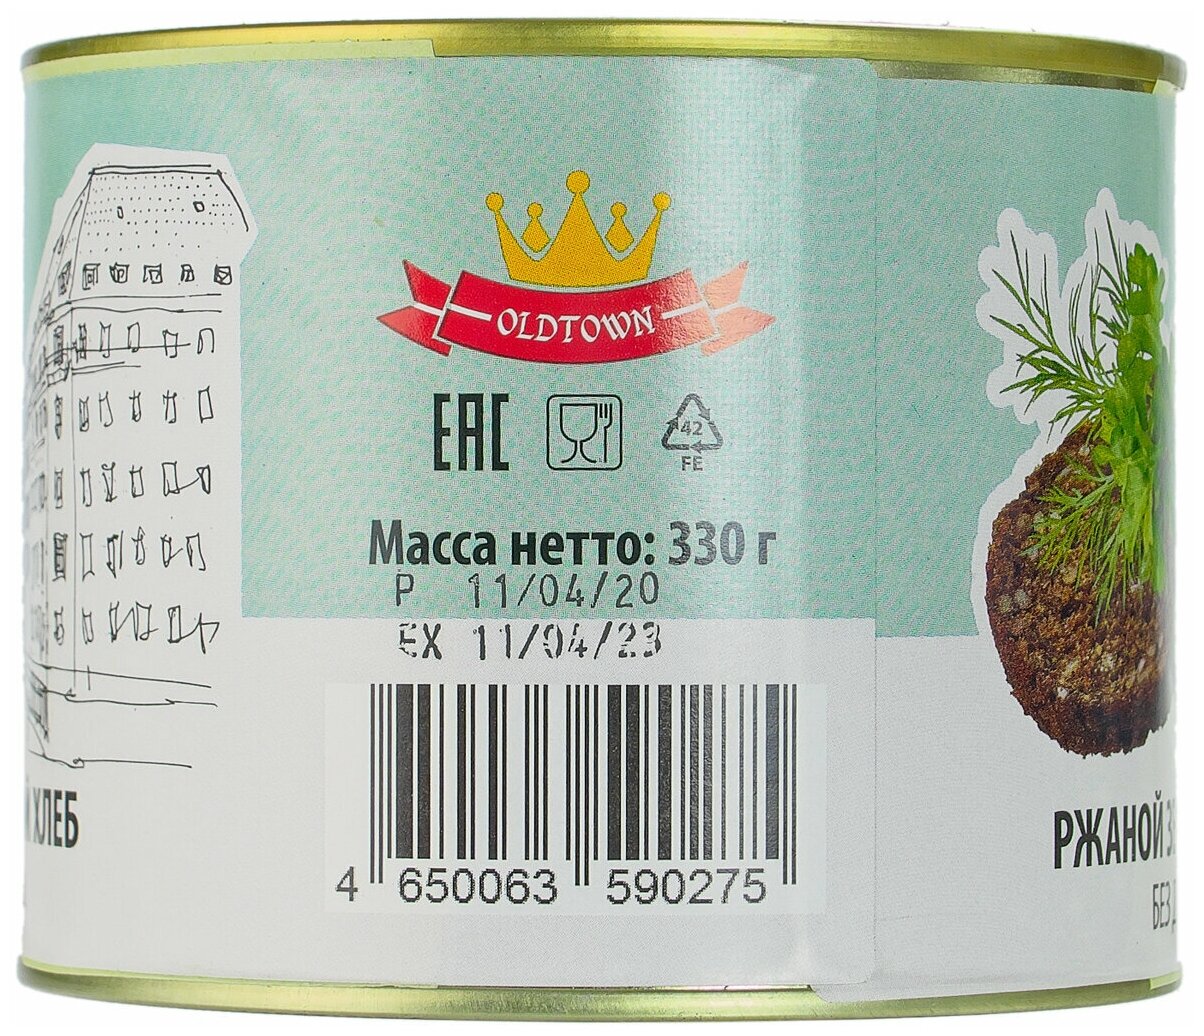 OLDTOWN
EAC
42
FE
Масса нетто: 330 г
P 11/04/20
EX 11/04/23
4 650063 590275
ХЛЕБ
РЖАНОЙ
БЕЗ